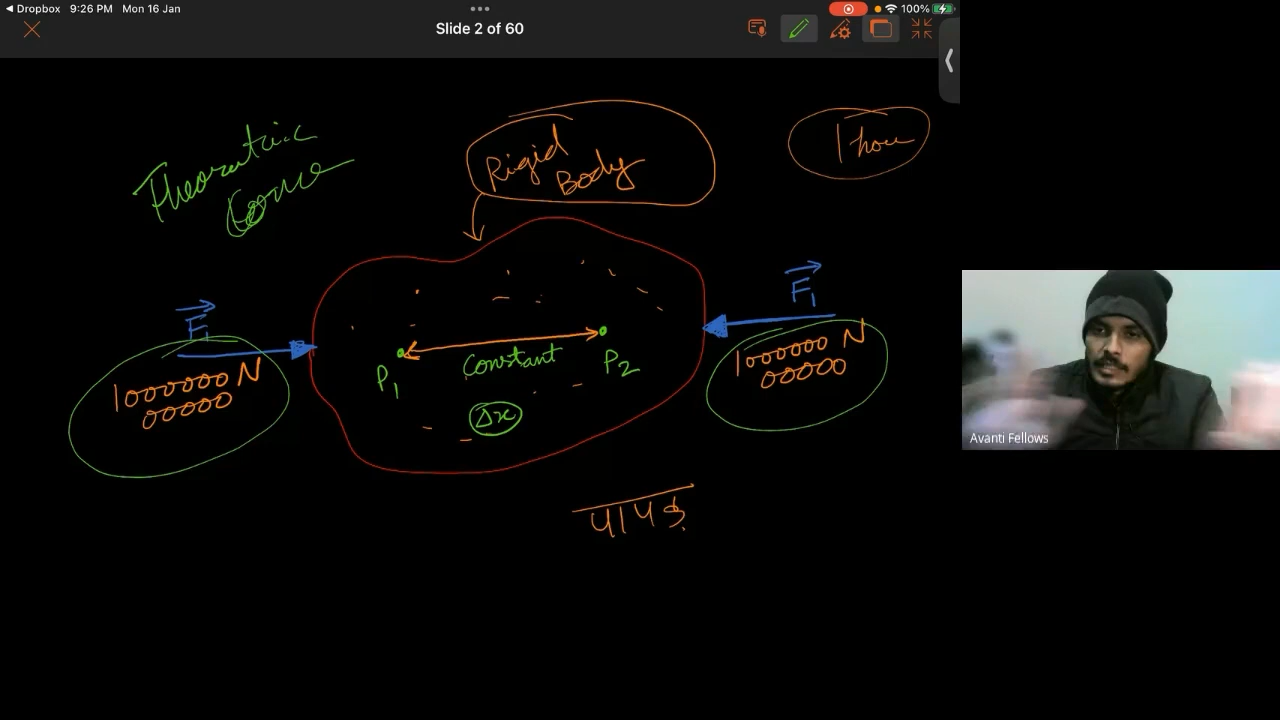 Dropbox 9:26 PM Mon 16 Jan
100%
Slide 2 of 60
Rigid
Body
F₁
F₁
1000000 N
00000
1000000 N
00000
P₁
Constant
P₂
Δx
पापड़
Avanti Fellows